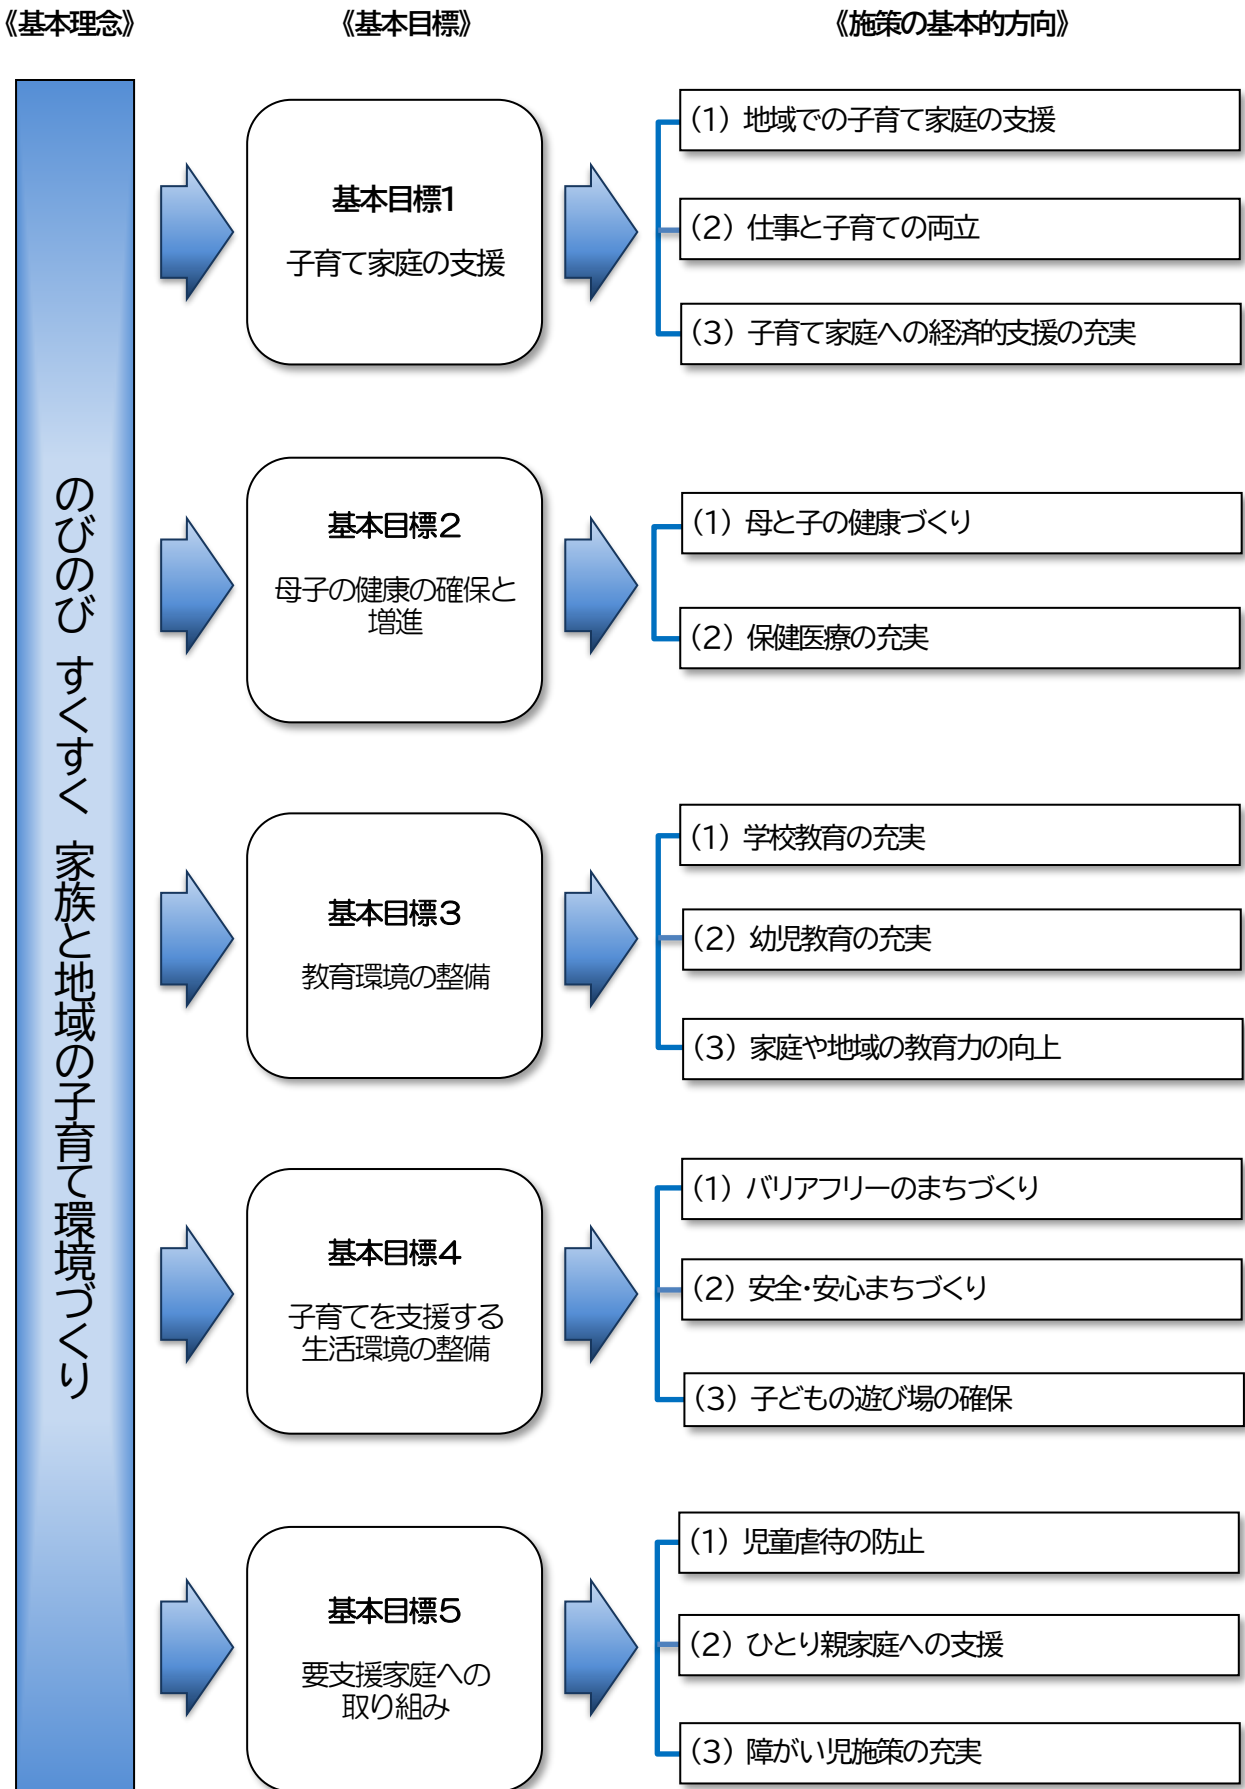 《基本理念》
《基本目標》
《施策の基本的方向》
のびのび すくすく 家族と地域の子育て環境づくり
基本目標1
子育て家庭の支援
(1) 地域での子育て家庭の支援
(2) 仕事と子育ての両立
(3) 子育て家庭への経済的支援の充実
基本目標2
母子の健康の確保と
増進
(1) 母と子の健康づくり
(2) 保健医療の充実
基本目標3
教育環境の整備
(1) 学校教育の充実
(2) 幼児教育の充実
(3) 家庭や地域の教育力の向上
基本目標4
子育てを支援する
生活環境の整備
(1) バリアフリーのまちづくり
(2) 安全・安心まちづくり
(3) 子どもの遊び場の確保
基本目標5
要支援家庭への
取り組み
(1) 児童虐待の防止
(2) ひとり親家庭への支援
(3) 障がい児施策の充実